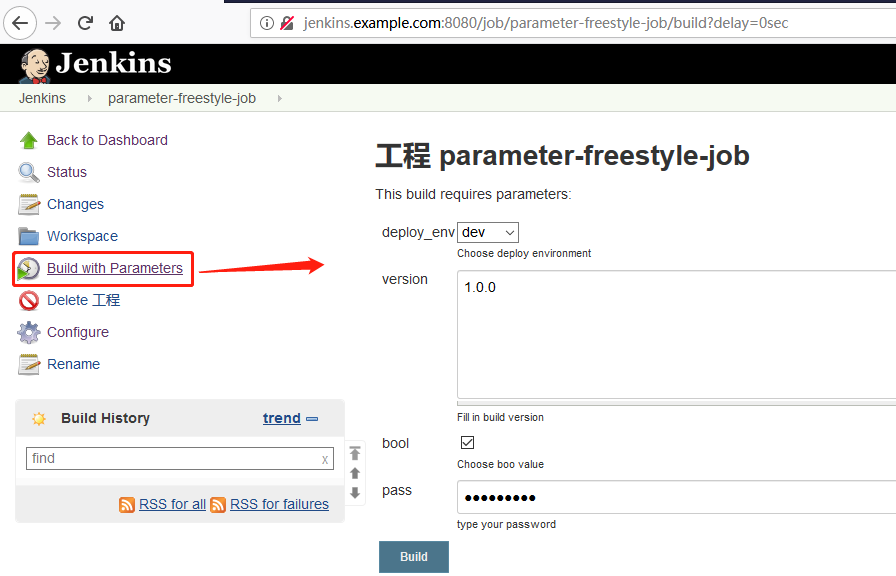 jenkins.example.com:8080/job/parameter-freestyle-job/build?delay=0sec
Jenkins
Jenkins parameter-freestyle-job
Back to Dashboard
Status
Changes
Workspace
Build with Parameters
Delete 工程
Configure
Rename
Build History trend
find x
RSS for all RSS for failures
工程 parameter-freestyle-job
This build requires parameters:
deploy_env dev
Choose deploy environment
version 1.0.0
Fill in build version
bool
Choose boo value
pass •••••••••
type your password
Build